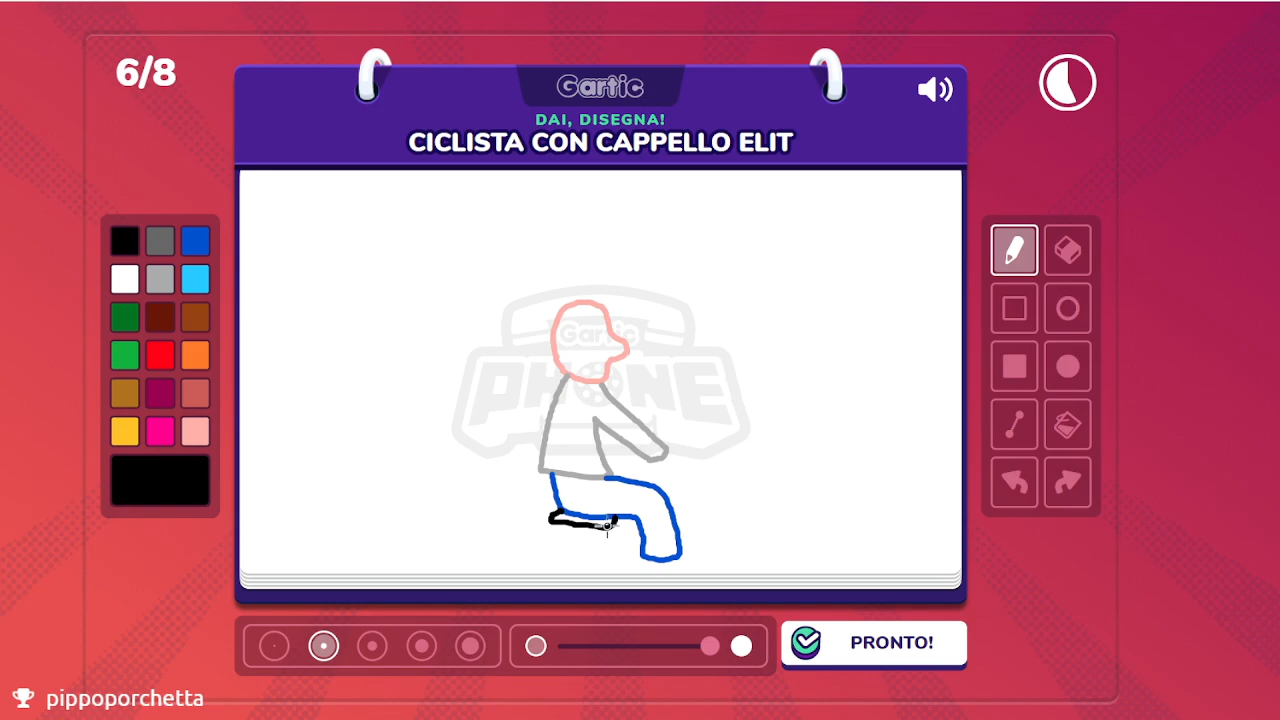 6/8
Gartic
DAI, DISEGNA!
CICLISTA CON CAPPELLO ELIT
Gartic
PHONE
PRONTO!
pippoporchetta